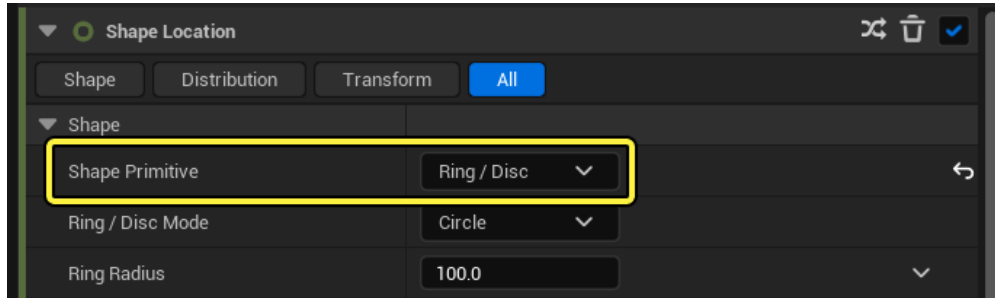 Shape Location
Shape Distribution Transform All
Shape
Shape Primitive Ring / Disc
Ring / Disc Mode Circle
Ring Radius 100.0